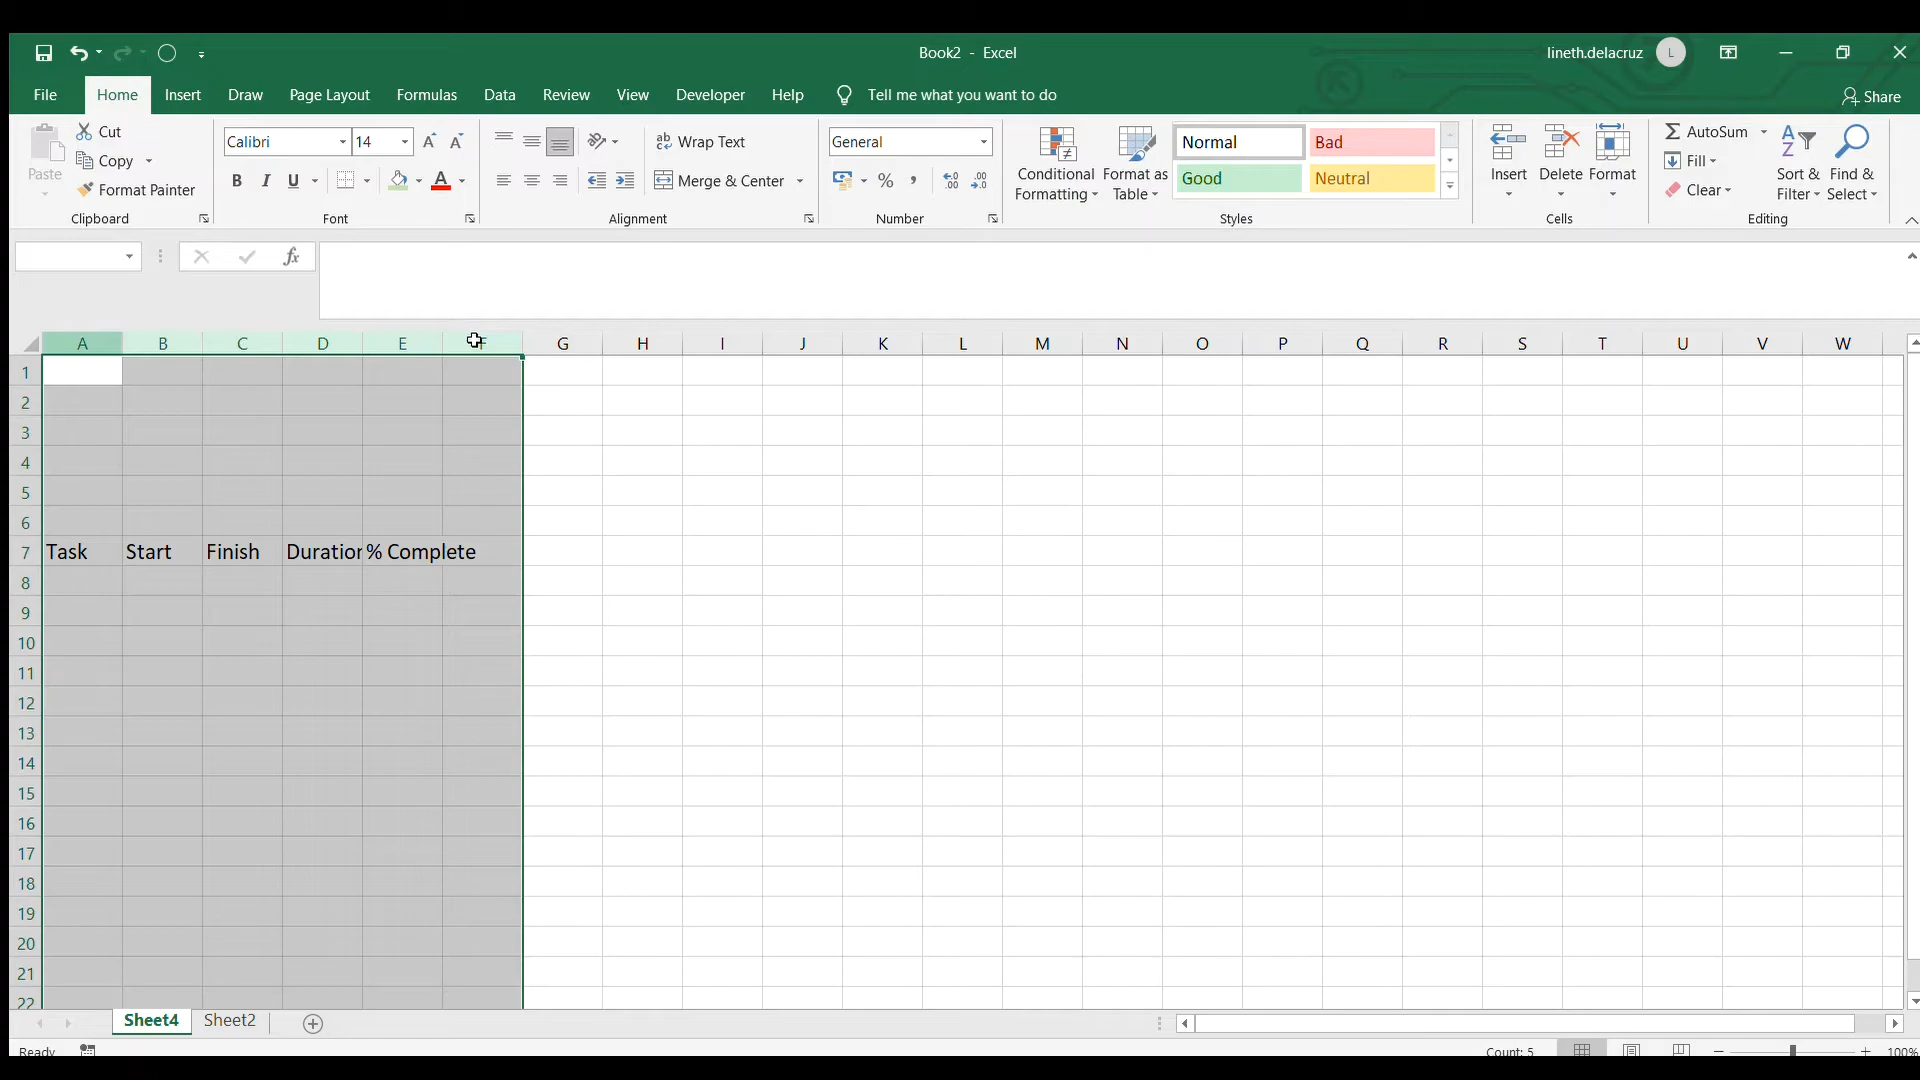 Book2 - Excel
lineth.delacruz
L
File Home Insert Draw Page Layout Formulas Data Review View Developer Help Tell me what you want to do
Share
Paste
Cut
Copy
Format Painter
Clipboard
Calibri 14
B I U
Font
Wrap Text
Merge & Center
Alignment
General
Number
Conditional Formatting
Format as Table
Normal Bad
Good Neutral
Styles
Insert Delete Format
Cells
AutoSum
Fill
Clear
Sort & Filter
Find & Select
Editing
fx
A B C D E F G H I J K L M N O P Q R S T U V W
1
2
3
4
5
6
7 Task Start Finish Duration % Complete
8
9
10
11
12
13
14
15
16
17
18
19
20
21
22
Sheet4 Sheet2
Ready
Count: 5
100%